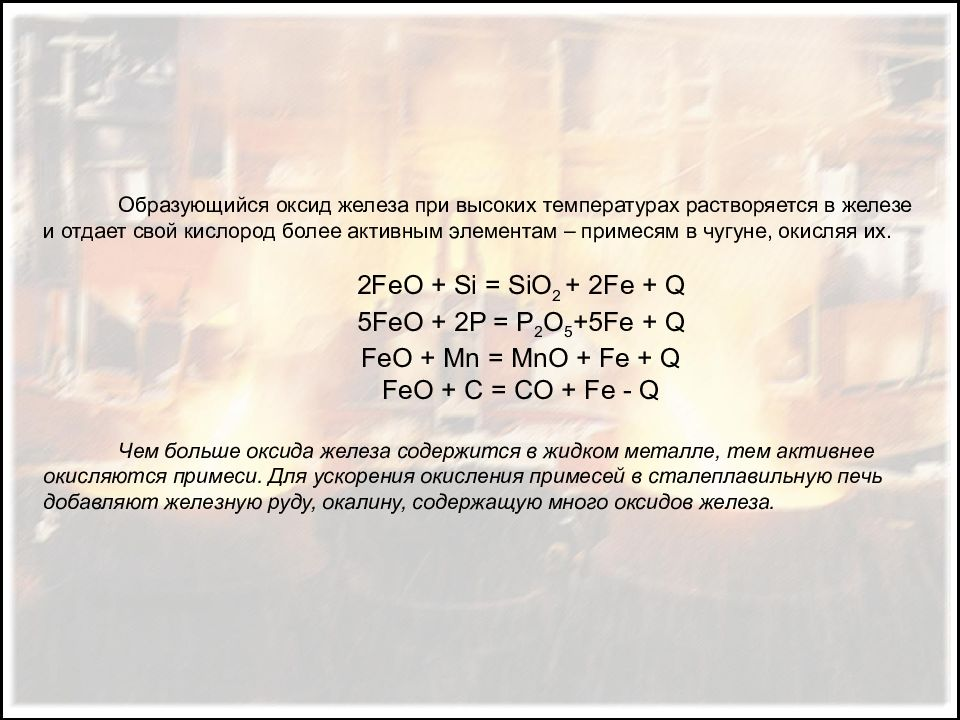 Образующийся оксид железа при высоких температурах растворяется в железе
и отдает свой кислород более активным элементам – примесям в чугуне, окисляя их.
2FeO + Si = SiO₂ + 2Fe + Q
5FeO + 2P = P₂O₅+5Fe + Q
FeO + Mn = MnO + Fe + Q
FeO + C = CO + Fe - Q
Чем больше оксида железа содержится в жидком металле, тем активнее
окисляются примеси. Для ускорения окисления примесей в сталеплавильную печь
добавляют железную руду, окалину, содержащую много оксидов железа.